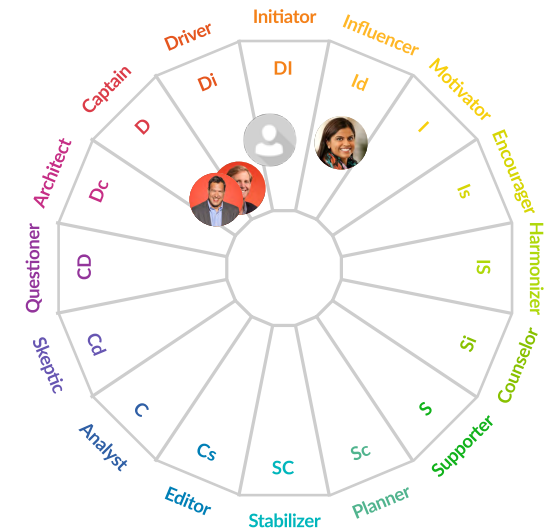 Initiator
Influencer
Motivator
Encourager
Harmonizer
Counselor
Supporter
Planner
Stabilizer
Editor
Analyst
Skeptic
Questioner
Architect
Captain
Driver
DI
Id
I
Is
IS
Si
S
Sc
SC
Cs
C
Cd
CD
Dc
D
Di